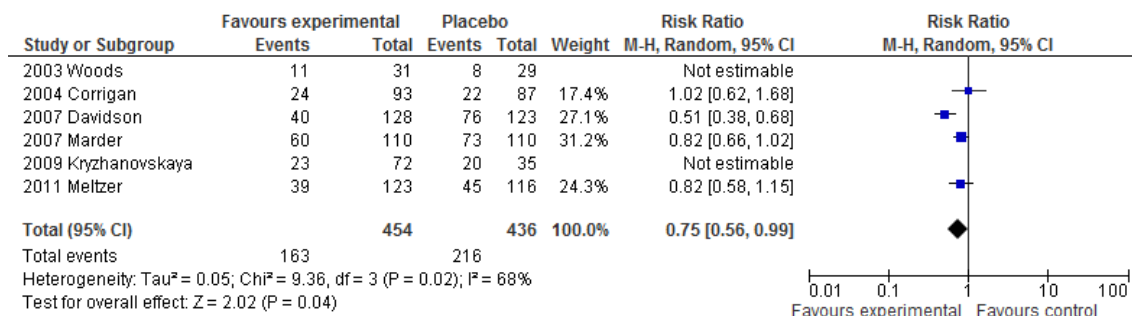 Favours experimental Placebo Risk Ratio Risk Ratio
Study or Subgroup Events Total Events Total Weight M-H, Random, 95% CI M-H, Random, 95% CI
2003 Woods 11 31 8 29 Not estimable
2004 Corrigan 24 93 22 87 17.4% 1.02 [0.62, 1.68]
2007 Davidson 40 128 76 123 27.1% 0.51 [0.38, 0.68]
2007 Marder 60 110 73 110 31.2% 0.82 [0.66, 1.02]
2009 Kryzhanovskaya 23 72 20 35 Not estimable
2011 Meltzer 39 123 45 116 24.3% 0.82 [0.58, 1.15]
Total (95% CI) 454 436 100.0% 0.75 [0.56, 0.99]
Total events 163 216
Heterogeneity: Tau² = 0.05; Chi² = 9.36, df = 3 (P = 0.02); I² = 68%
Test for overall effect: Z = 2.02 (P = 0.04)
0.01 0.1 1 10 100
Favours experimental Favours control